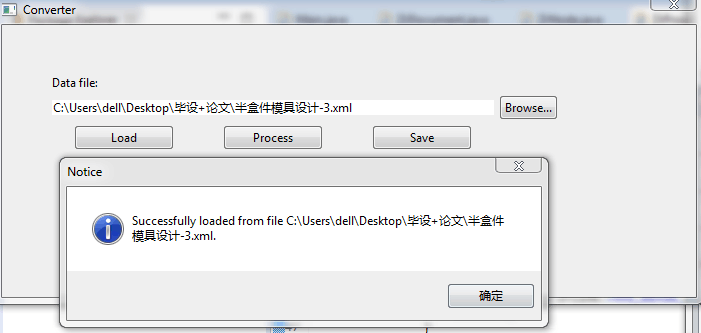 Converter
Data file:
C:\Users\dell\Desktop\毕设+论文\半盒件模具设计-3.xml
Browse...
Load
Process
Save
Notice
Successfully loaded from file C:\Users\dell\Desktop\毕设+论文\半盒件
模具设计-3.xml.
确定